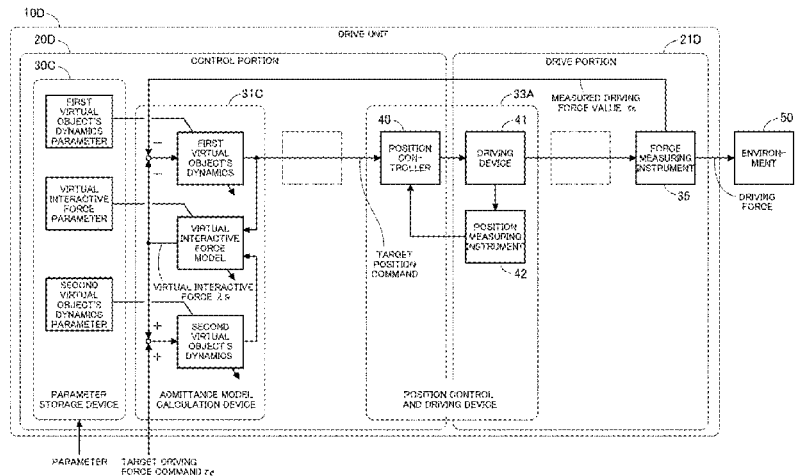 10D
DRIVE UNIT
20D
21D
CONTROL PORTION
DRIVE PORTION
30C
31C
33A
MEASURED DRIVING
FORCE VALUE
FIRST
VIRTUAL
OBJECT'S
DYNAMICS
PARAMETER
FIRST
VIRTUAL
OBJECT'S
DYNAMICS
40
POSITION
CON-
TROLLER
41
DRIVING
DEVICE
FORCE
MEASURING
INSTRUMENT
35
50
ENVIRON-
MENT
DRIVING
FORCE
VIRTUAL
INTERACTIVE
FORCE
PARAMETER
VIRTUAL
INTERACTIVE
FORCE MODEL
POSITION
MEASURING
INSTRUMENT
42
TARGET
POSITION
COMMAND
VIRTUAL INTERACTIVE
FORCE
SECOND
VIRTUAL
OBJECT'S
DYNAMICS
PARAMETER
+
+
SECOND
VIRTUAL
OBJECT'S
DYNAMICS
PARAMETER
STORAGE DEVICE
ADMITTANCE MODEL
CALCULATION DEVICE
POSITION CONTROL
AND DRIVING DEVICE
PARAMETER
TARGET DRIVING
FORCE COMMAND